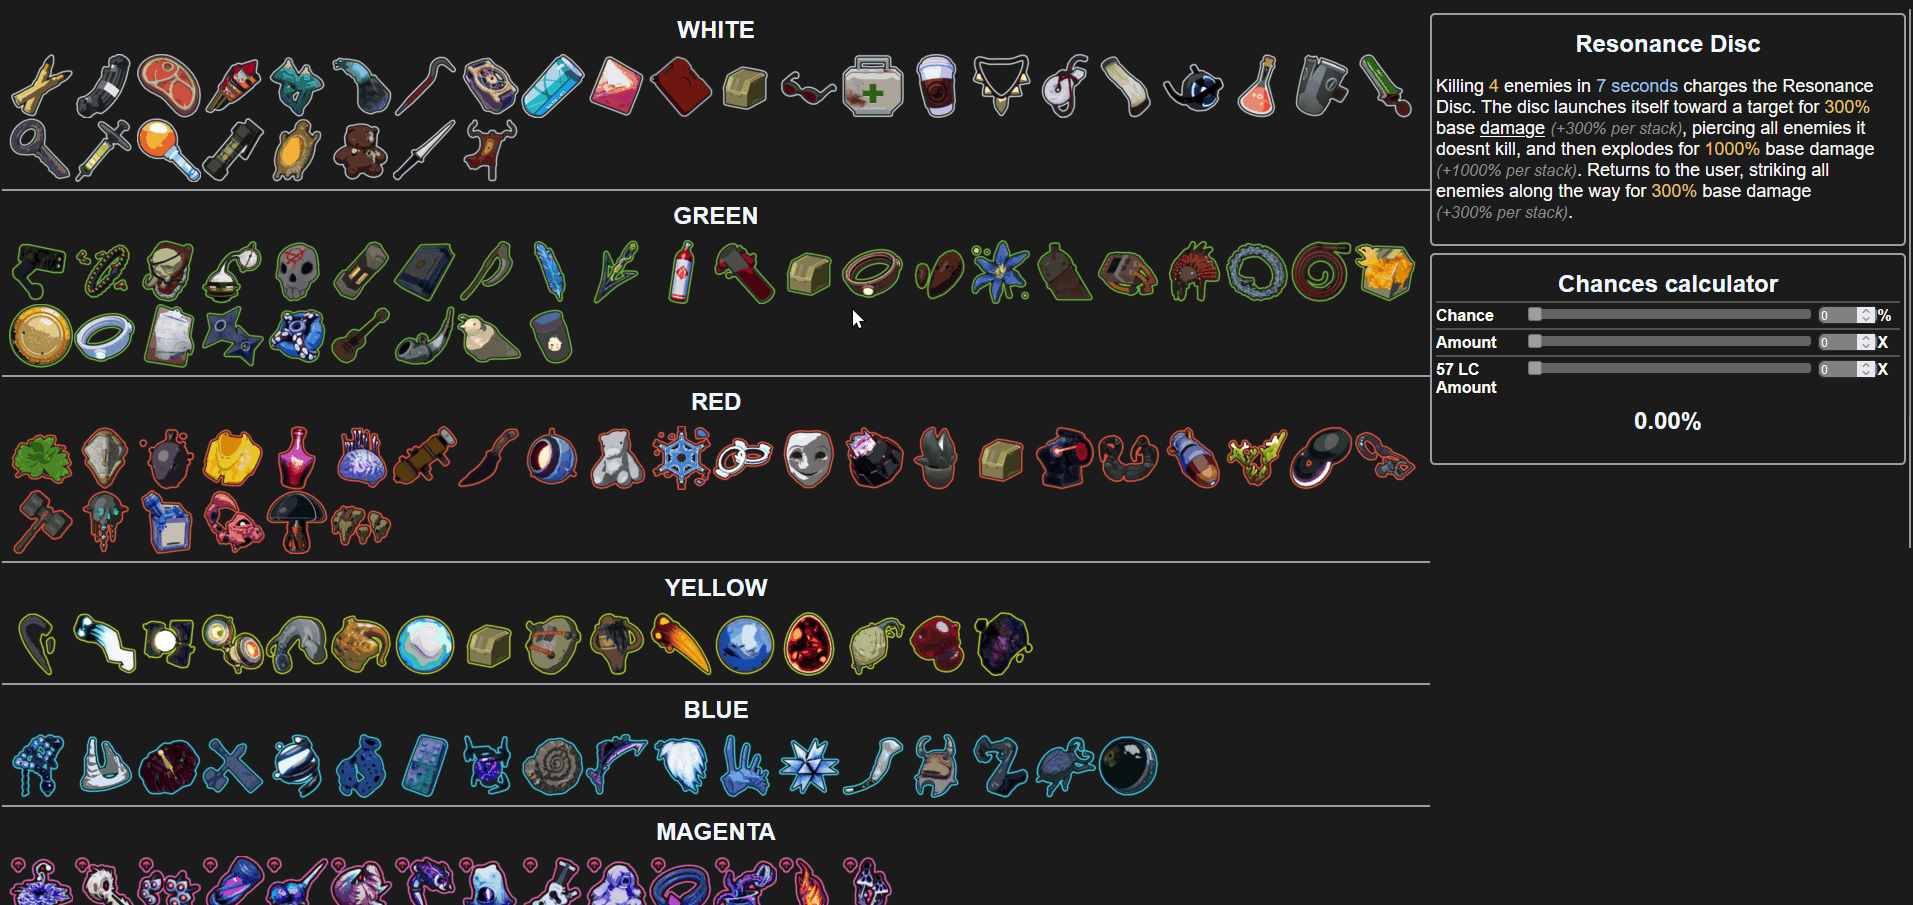 WHITE
GREEN
RED
YELLOW
BLUE
MAGENTA
Resonance Disc
Killing 4 enemies in 7 seconds charges the Resonance
Disc. The disc launches itself toward a target for 300%
base damage (+300% per stack), piercing all enemies it
doesnt kill, and then explodes for 1000% base damage
(+1000% per stack). Returns to the user, striking all
enemies along the way for 300% base damage
(+300% per stack).
Chances calculator
Chance 0 %
Amount 0 X
57 LC
Amount 0 X
0.00%